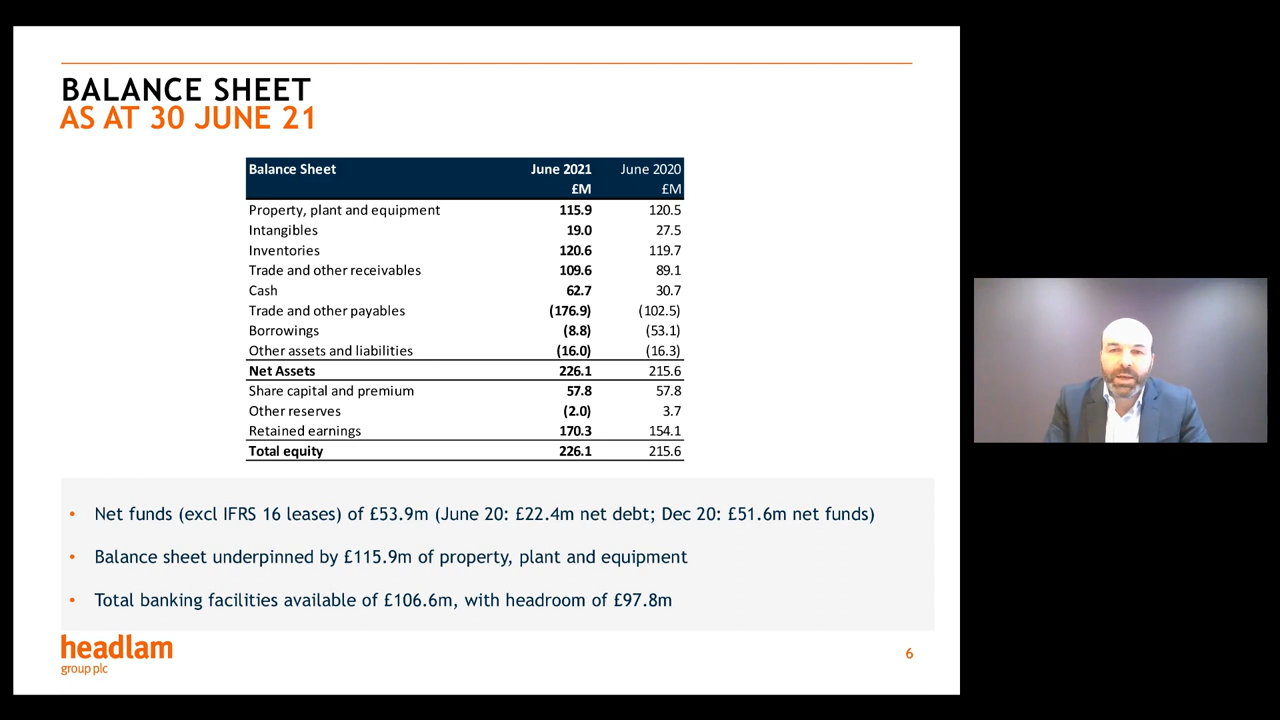 BALANCE SHEET
AS AT 30 JUNE 21
Balance Sheet June 2021 June 2020
£M £M
Property, plant and equipment 115.9 120.5
Intangibles 19.0 27.5
Inventories 120.6 119.7
Trade and other receivables 109.6 89.1
Cash 62.7 30.7
Trade and other payables (176.9) (102.5)
Borrowings (8.8) (53.1)
Other assets and liabilities (16.0) (16.3)
Net Assets 226.1 215.6
Share capital and premium 57.8 57.8
Other reserves (2.0) 3.7
Retained earnings 170.3 154.1
Total equity 226.1 215.6
• Net funds (excl IFRS 16 leases) of £53.9m (June 20: £22.4m net debt; Dec 20: £51.6m net funds)
• Balance sheet underpinned by £115.9m of property, plant and equipment
• Total banking facilities available of £106.6m, with headroom of £97.8m
headlam
group plc
6